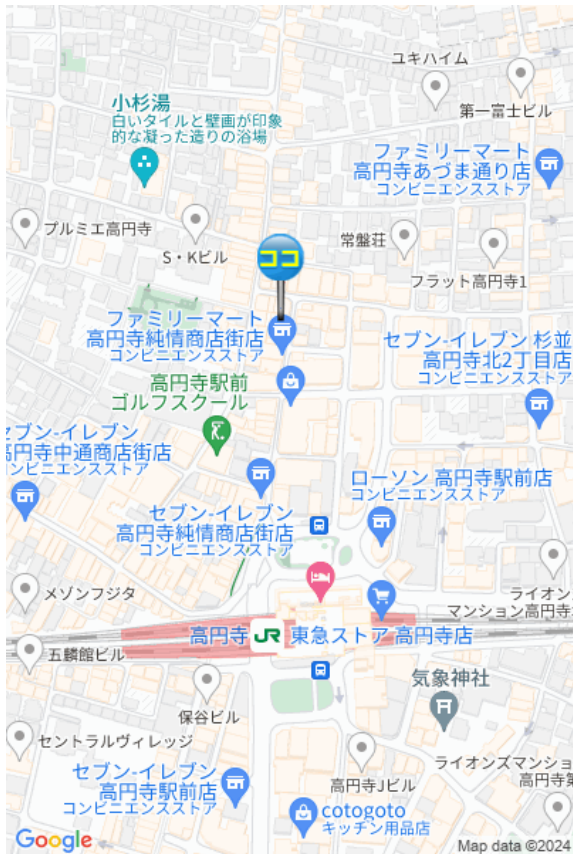 ユキハイム
第一富士ビル
小杉湯
白いタイルと壁画が印象
的な凝った造りの浴場
ファミリーマート
高円寺あづま通り店
コンビニエンスストア
プルミエ高円寺
S・Kビル
常盤荘
フラット高円寺1
ココ
ファミリーマート
高円寺純情商店街店
コンビニエンスストア
セブン-イレブン 杉並
高円寺北2丁目店
コンビニエンスストア
高円寺駅前
ゴルフスクール
セブン-イレブン
高円寺中通商店街店
コンビニエンスストア
ローソン 高円寺駅前店
コンビニエンスストア
セブン-イレブン
高円寺純情商店街店
コンビニエンスストア
メゾンフジタ
ライオン
マンション高円寺
高円寺 JR 東急ストア 高円寺店
五麟館ビル
気象神社
保谷ビル
セントラルヴィレッジ
ライオンズマンショ
高円寺第
セブン-イレブン
高円寺駅前店
コンビニエンスストア
高円寺Jビル
cotogoto
キッチン用品店
Google
Map data ©2024